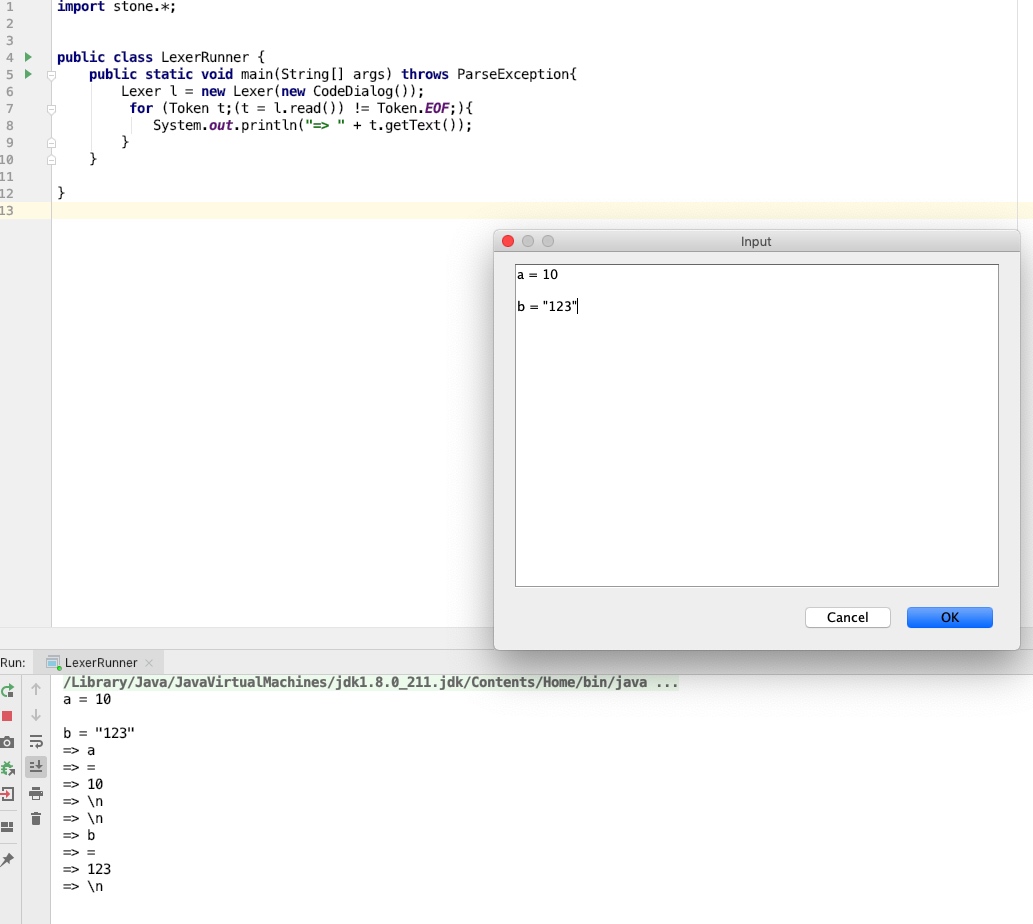 1 import stone.*;
2
3
4 public class LexerRunner {
5 public static void main(String[] args) throws ParseException{
6 Lexer l = new Lexer(new CodeDialog());
7 for (Token t;(t = l.read()) != Token.EOF;){
8 System.out.println("=> " + t.getText());
9 }
10 }
11
12 }
13
Input
a = 10
b = "123"
Cancel OK
Run: LexerRunner ×
/Library/Java/JavaVirtualMachines/jdk1.8.0_211.jdk/Contents/Home/bin/java ...
a = 10
b = "123"
=> a
=> =
=> 10
=> \n
=> \n
=> b
=> =
=> 123
=> \n